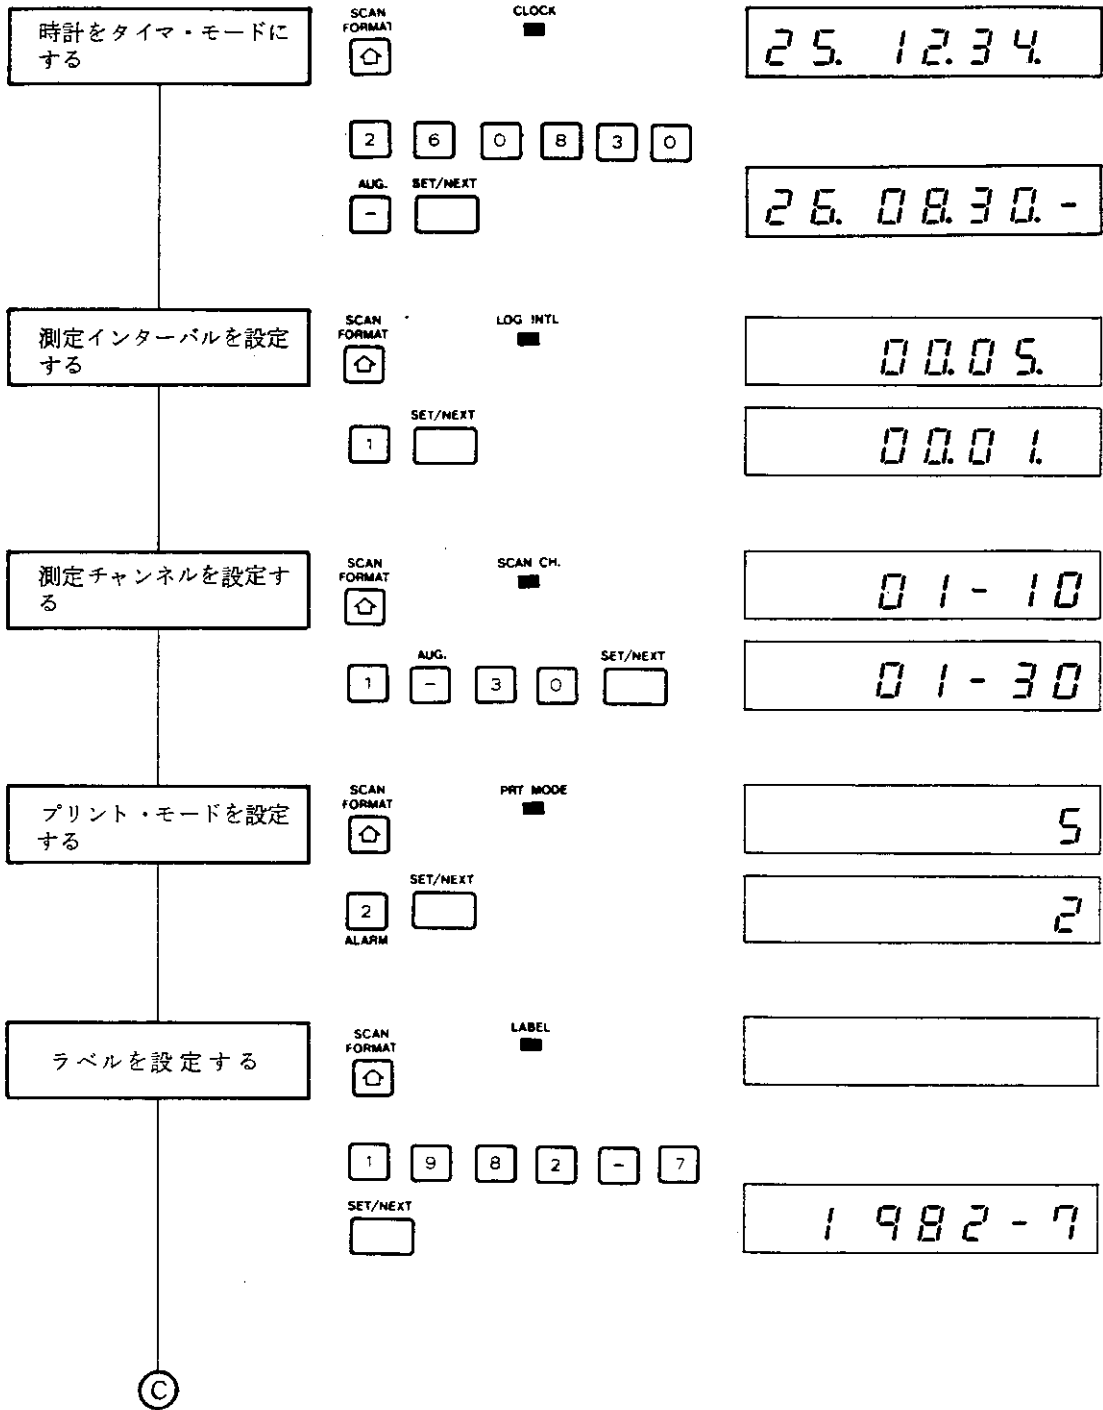 時計をタイマ・モードに
する
SCAN
FORMAT
CLOCK
25. 12.34.
2 6 0 8 3 0
AUG. SET/NEXT
-
26. 08.30.-
測定インターバルを設定
する
SCAN
FORMAT
LOG INTL
00.05.
SET/NEXT
1
00.01.
測定チャンネルを設定す
る
SCAN
FORMAT
SCAN CH.
01-10
AUG. SET/NEXT
1 - 3 0
01-30
プリント・モードを設定
する
SCAN
FORMAT
PRT MODE
5
SET/NEXT
2
ALARM
2
ラベルを設定する
SCAN
FORMAT
LABEL
1 9 8 2 - 7
SET/NEXT
1982-7
C